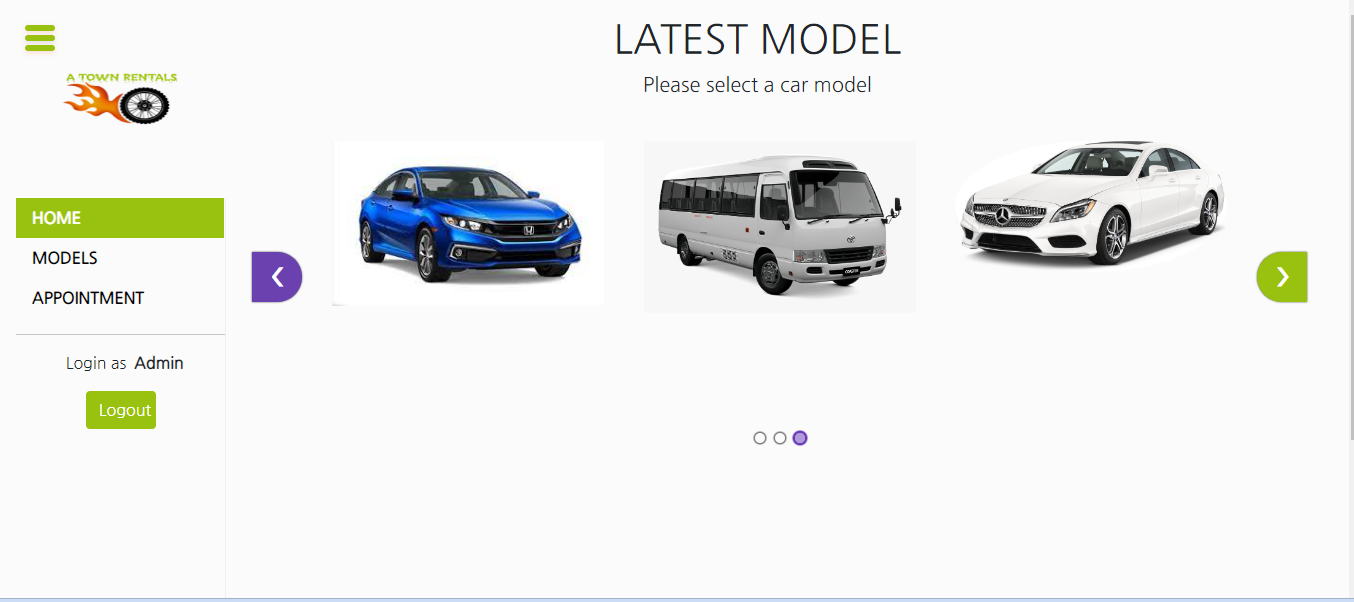 LATEST MODEL
Please select a car model
A TOWN RENTALS
HOME
MODELS
APPOINTMENT
Login as Admin
Logout